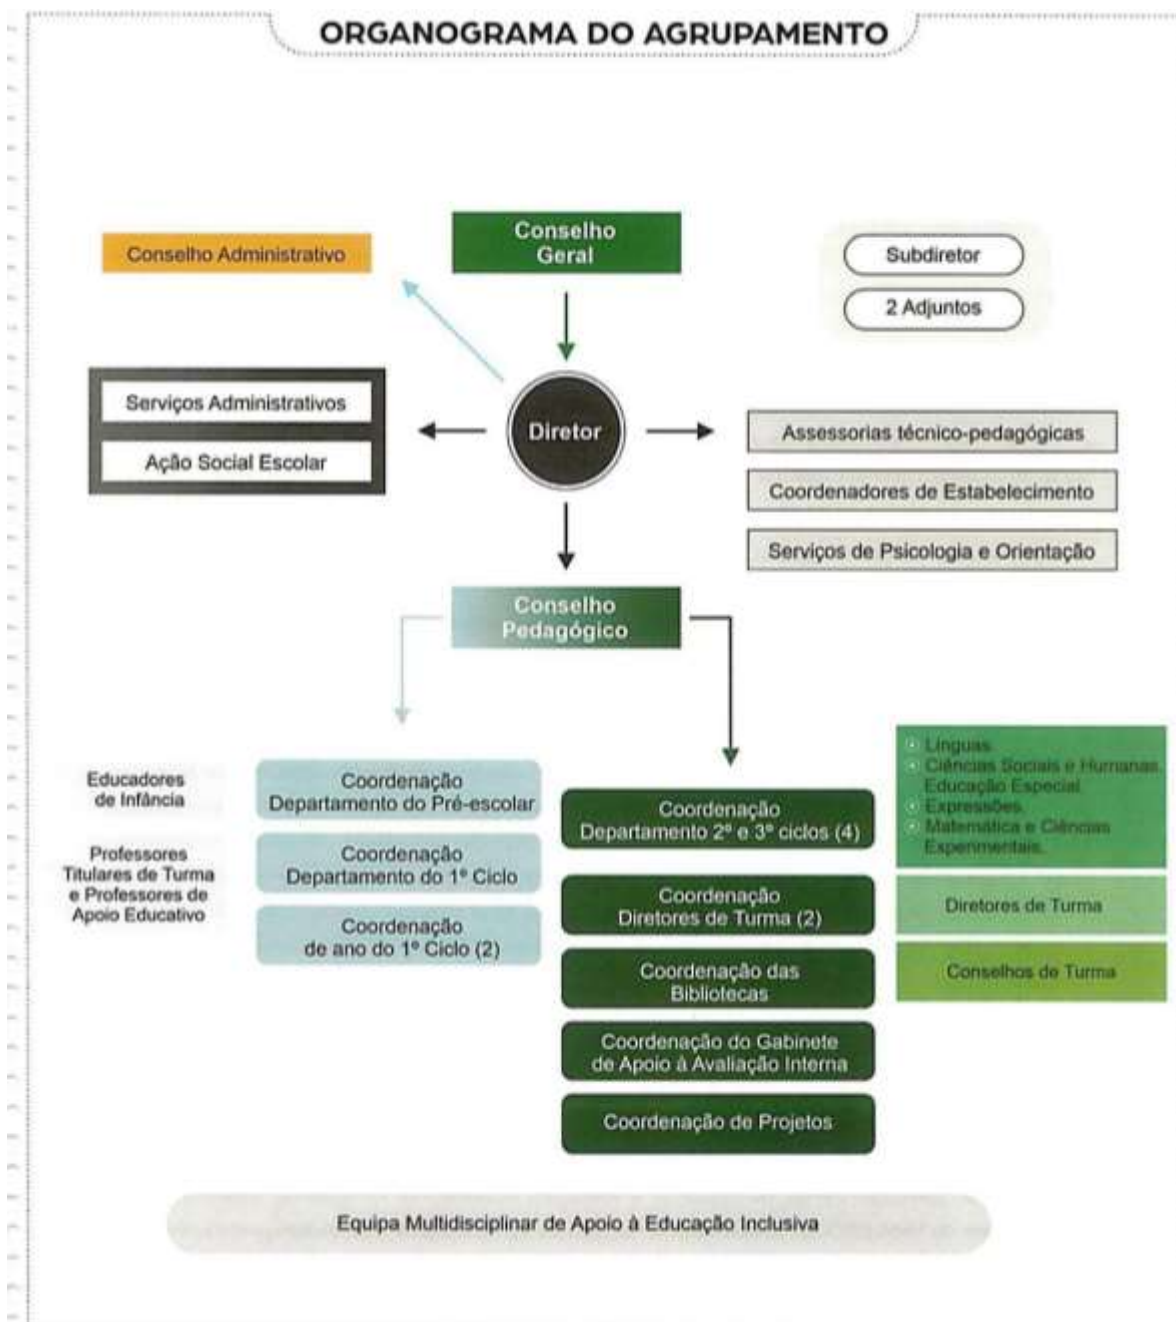 ORGANOGRAMA DO AGRUPAMENTO
Conselho Administrativo
Conselho
Geral
Subdiretor
2 Adjuntos
Serviços Administrativos
Ação Social Escolar
Diretor
Assessorias técnico-pedagógicas
Coordenadores de Estabelecimento
Serviços de Psicologia e Orientação
Conselho
Pedagógico
Educadores
de Infância
Professores
Titulares de Turma
e Professores de
Apoio Educativo
Coordenação
Departamento do Pré-escolar
Coordenação
Departamento do 1º Ciclo
Coordenação
de ano do 1º Ciclo (2)
Coordenação
Departamento 2º e 3º ciclos (4)
Coordenação
Diretores de Turma (2)
Coordenação das
Bibliotecas
Coordenação do Gabinete
de Apoio à Avaliação Interna
Coordenação de Projetos
Línguas.
Ciências Sociais e Humanas.
Educação Especial.
Expressões.
Matemática e Ciências
Experimentais.
Diretores de Turma
Conselhos de Turma
Equipa Multidisciplinar de Apoio à Educação Inclusiva